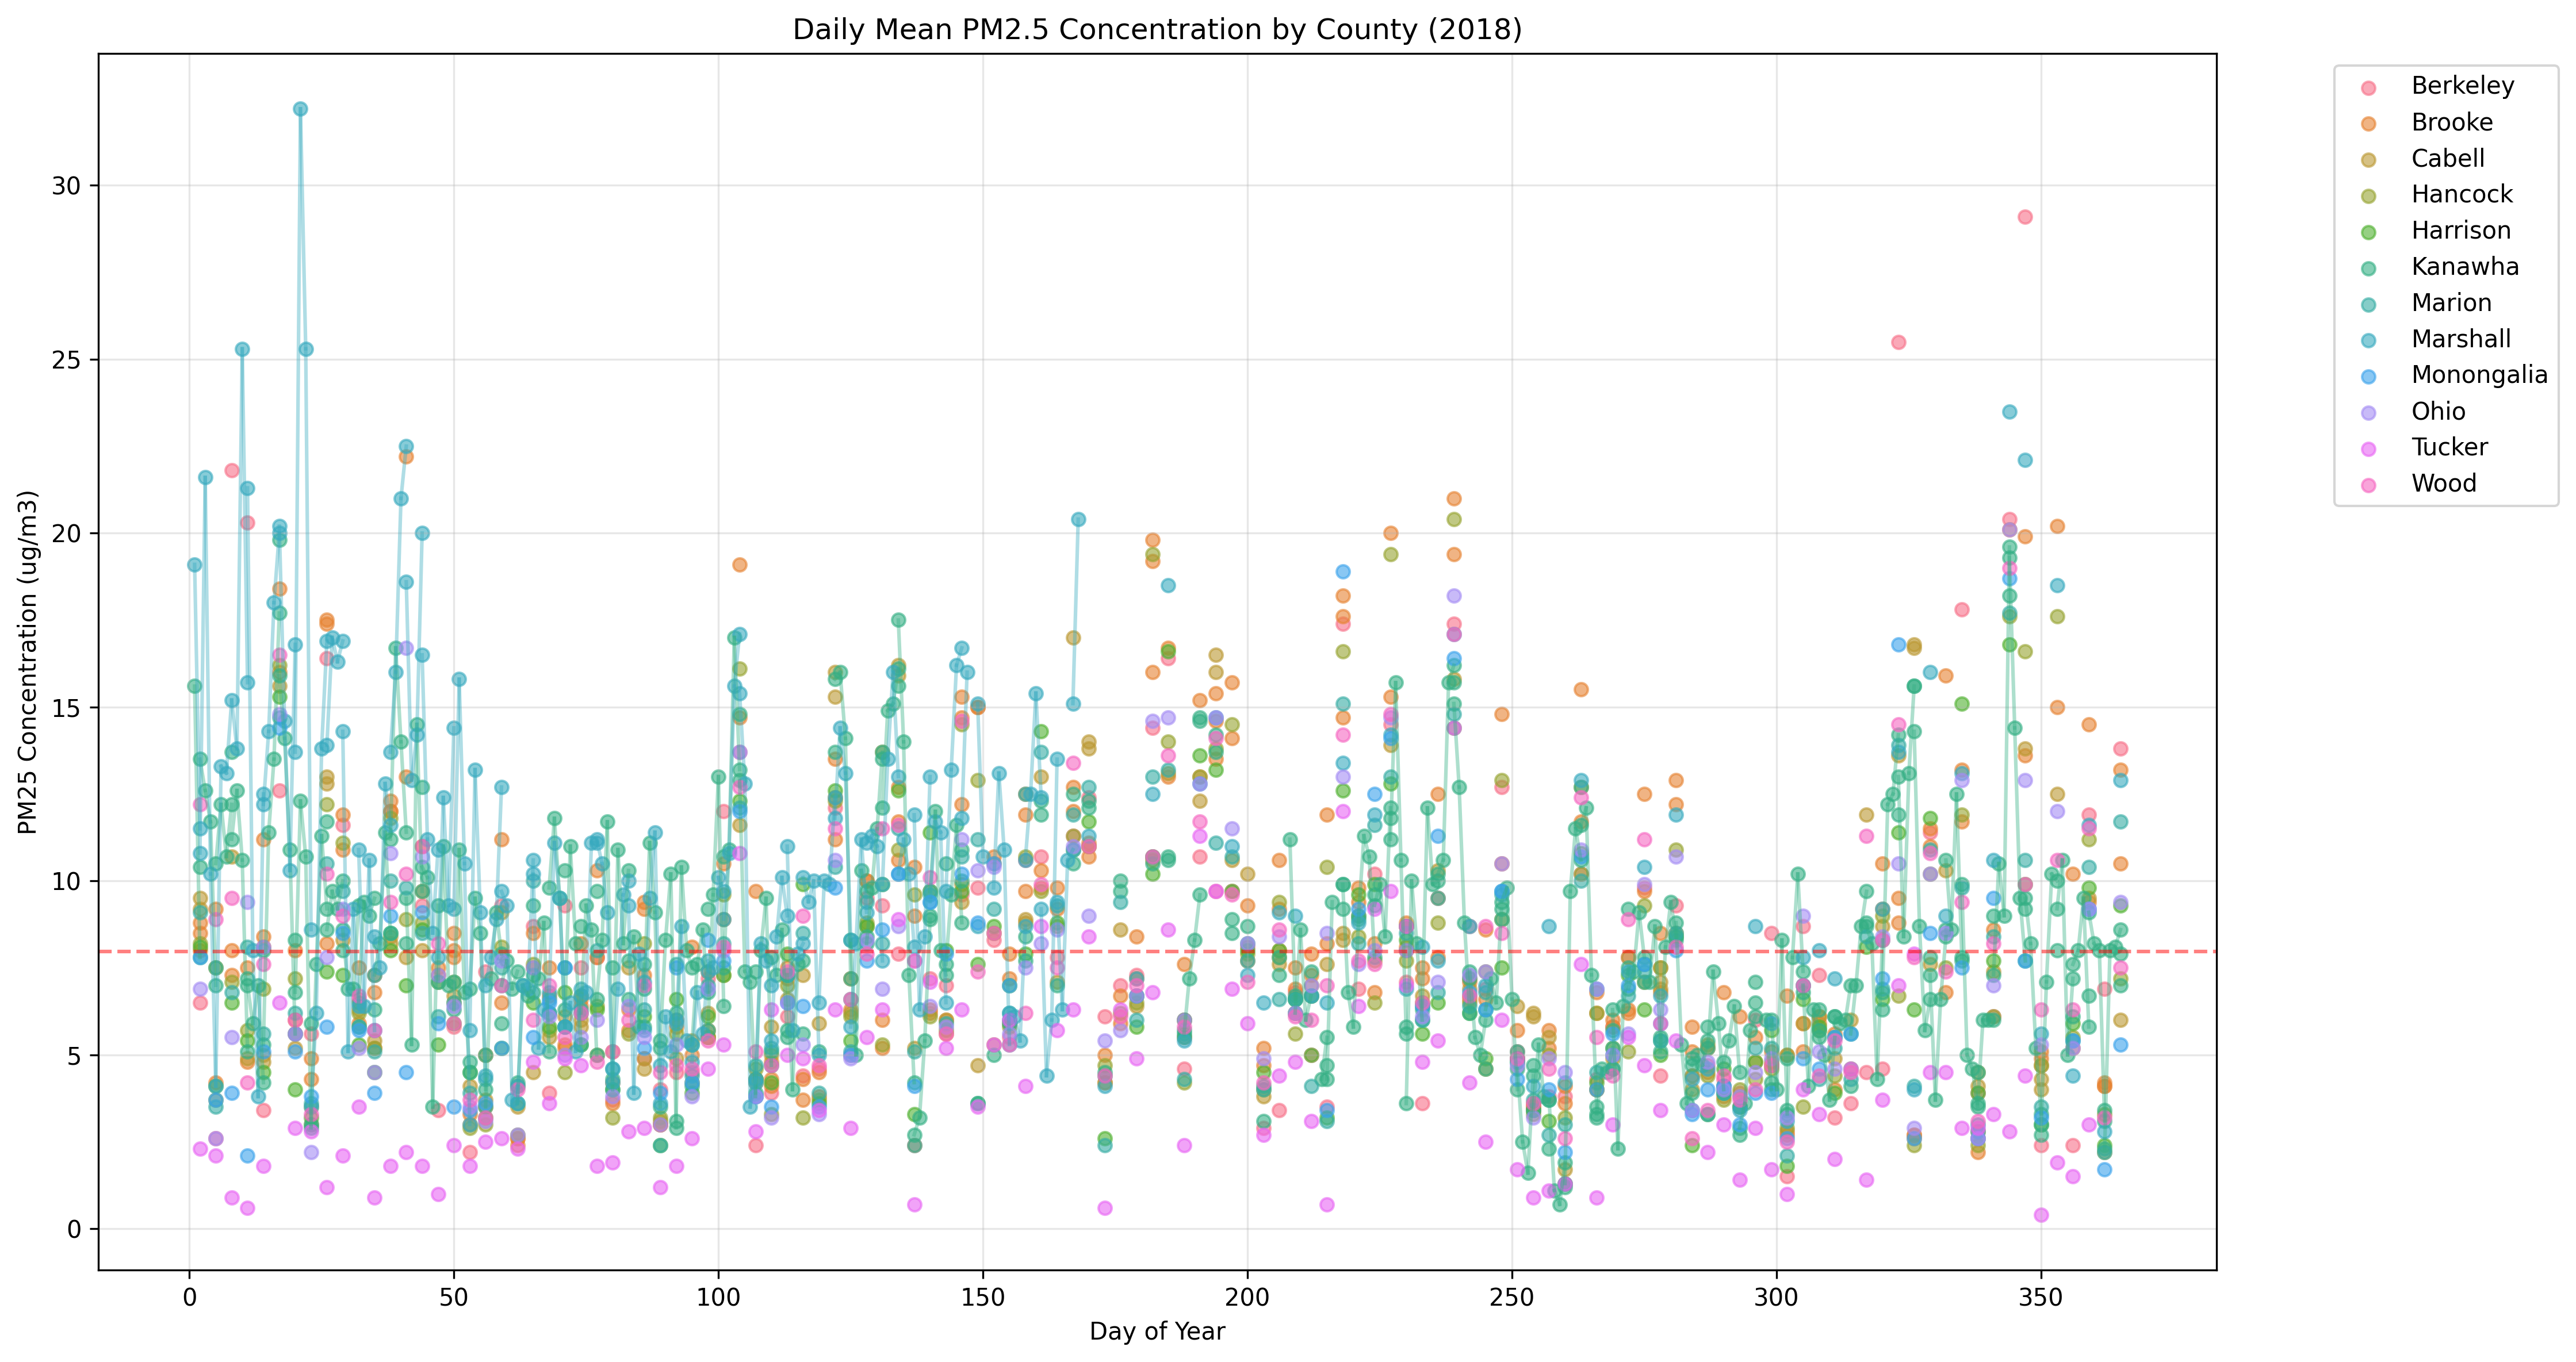 Daily Mean PM2.5 Concentration by County (2018)
PM25 Concentration (ug/m3)
30
25
20
15
10
5
0
0 50 100 150 200 250 300 350
Day of Year
Berkeley
Brooke
Cabell
Hancock
Harrison
Kanawha
Marion
Marshall
Monongalia
Ohio
Tucker
Wood